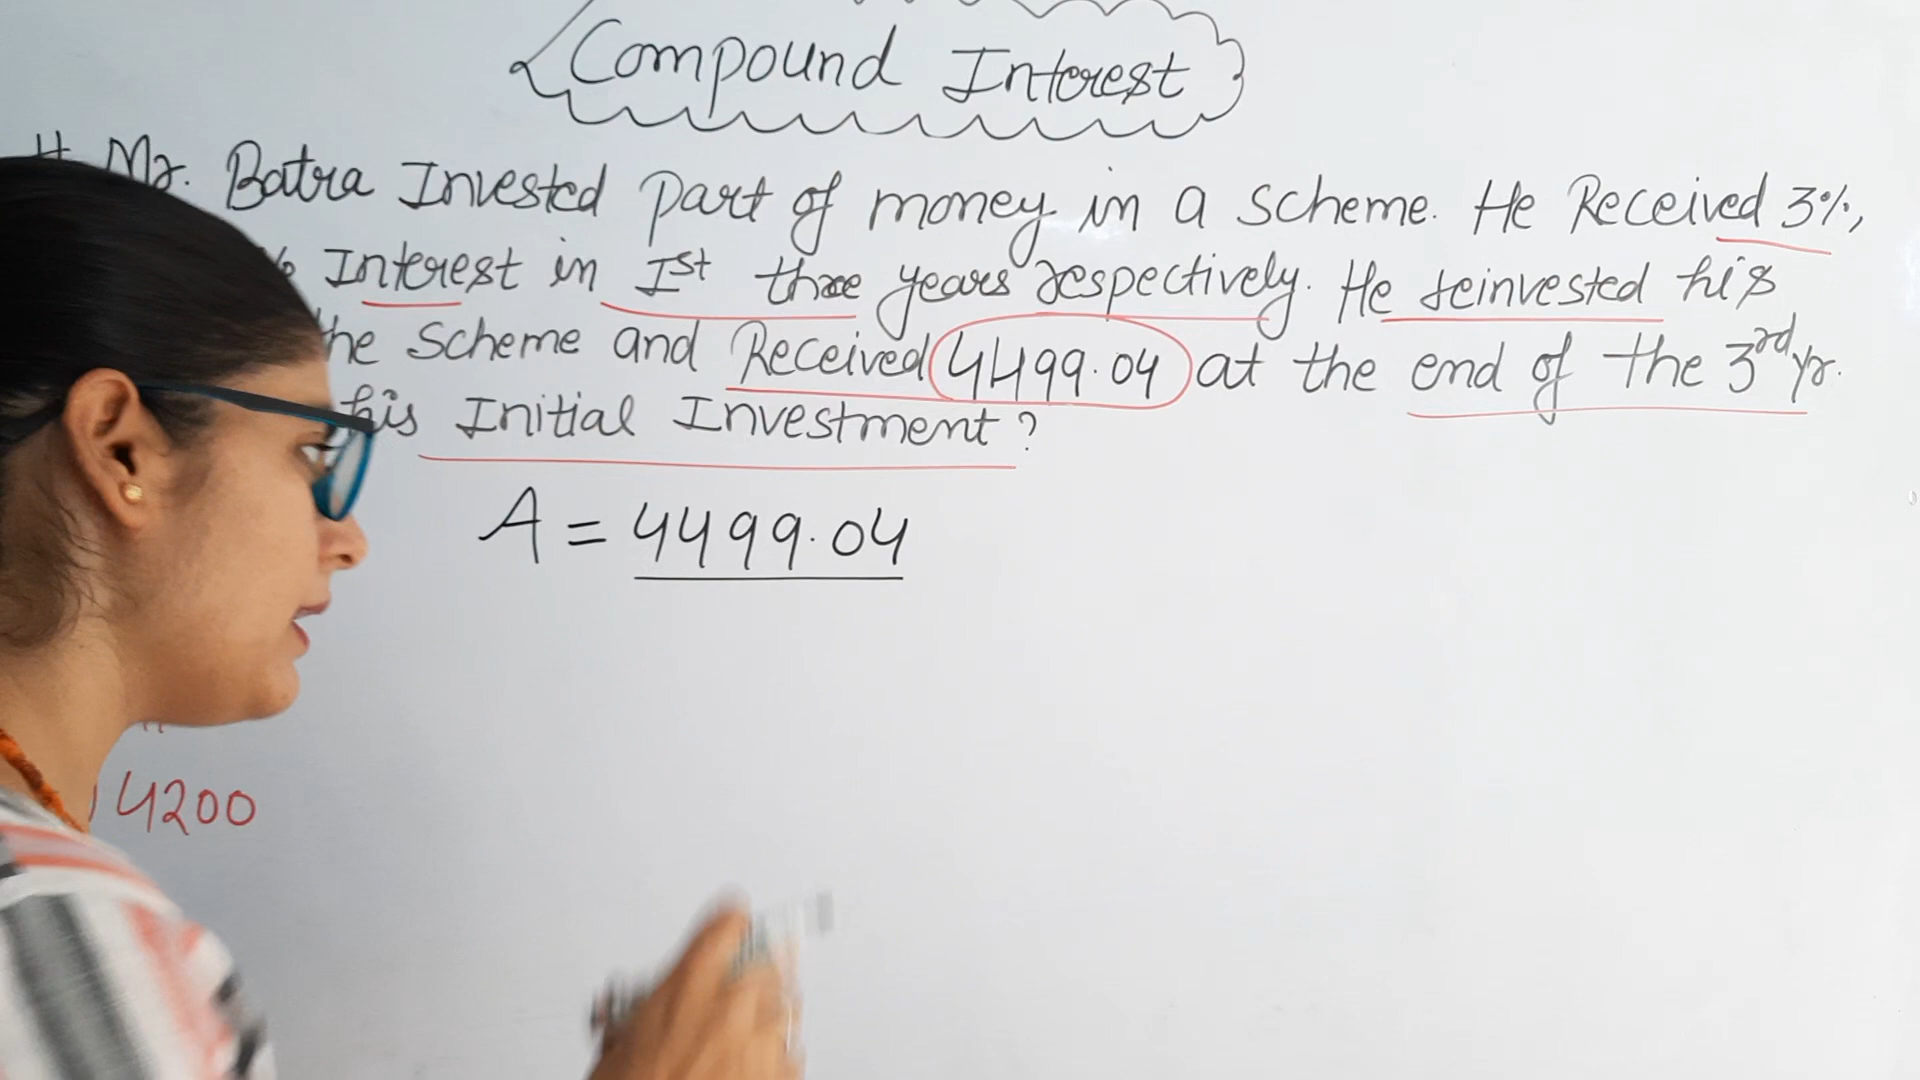 Compound Interest
# Mr. Batra Invested Part of money in a scheme. He Received 3%,
Interest in Ist three years respectively. He reinvested his
the Scheme and Received 4499.04 at the end of the 3rd yr.
his Initial Investment?
A = 4499.04
4200